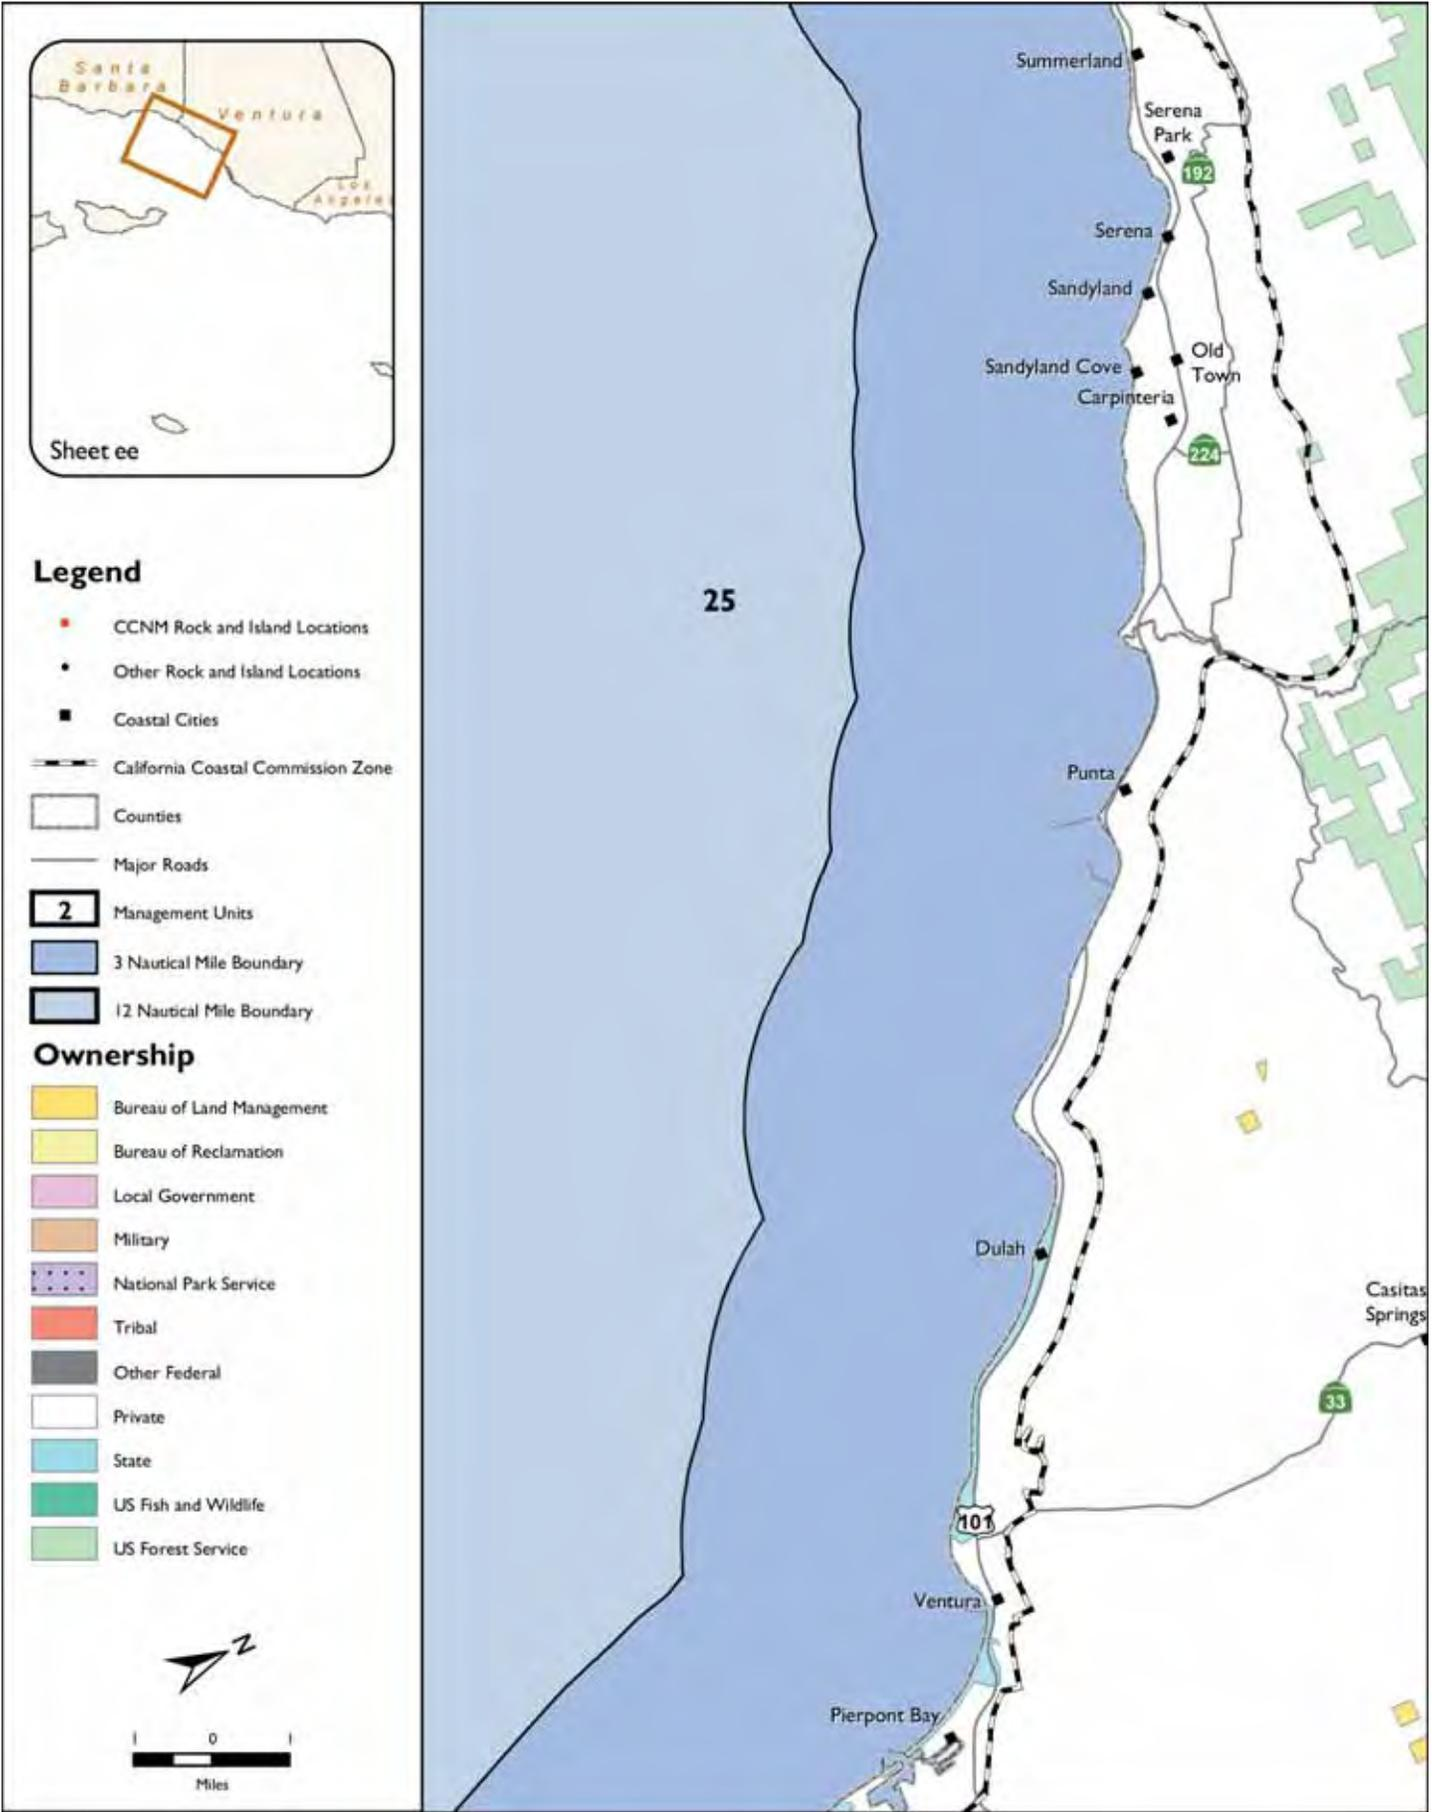 Santa
Barbara
Ventura
Los
Angeles
Sheet ee
Legend
CCNM Rock and Island Locations
Other Rock and Island Locations
Coastal Cities
California Coastal Commission Zone
Counties
Major Roads
2 Management Units
3 Nautical Mile Boundary
12 Nautical Mile Boundary
Ownership
Bureau of Land Management
Bureau of Reclamation
Local Government
Military
National Park Service
Tribal
Other Federal
Private
State
US Fish and Wildlife
US Forest Service
N
1 0 1
Miles
25
Summerland
Serena
Park
192
Serena
Sandyland
Old
Town
Sandyland Cove
Carpinteria
224
Punta
Dulah
Casitas
Springs
33
101
Ventura
Pierpont Bay